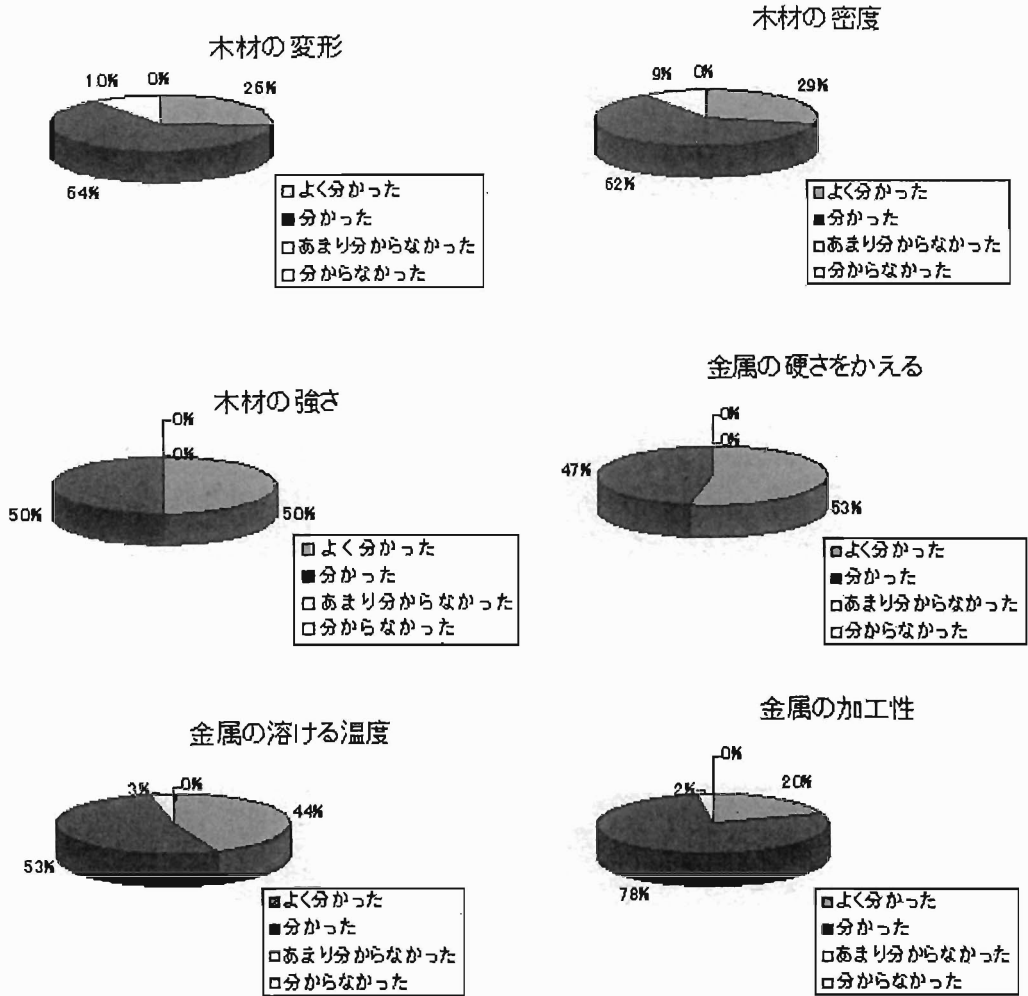 木材の変形
10%
0%
26%
64%
よく分かった
分かった
あまり分からなかった
分からなかった
木材の密度
9%
0%
29%
62%
よく分かった
分かった
あまり分からなかった
分からなかった
木材の強さ
0%
0%
50%
50%
よく分かった
分かった
あまり分からなかった
分からなかった
金属の硬さをかえる
0%
0%
47%
53%
よく分かった
分かった
あまり分からなかった
分からなかった
金属の溶ける温度
3%
0%
44%
53%
よく分かった
分かった
あまり分からなかった
分からなかった
金属の加工性
0%
2%
20%
78%
よく分かった
分かった
あまり分からなかった
分からなかった